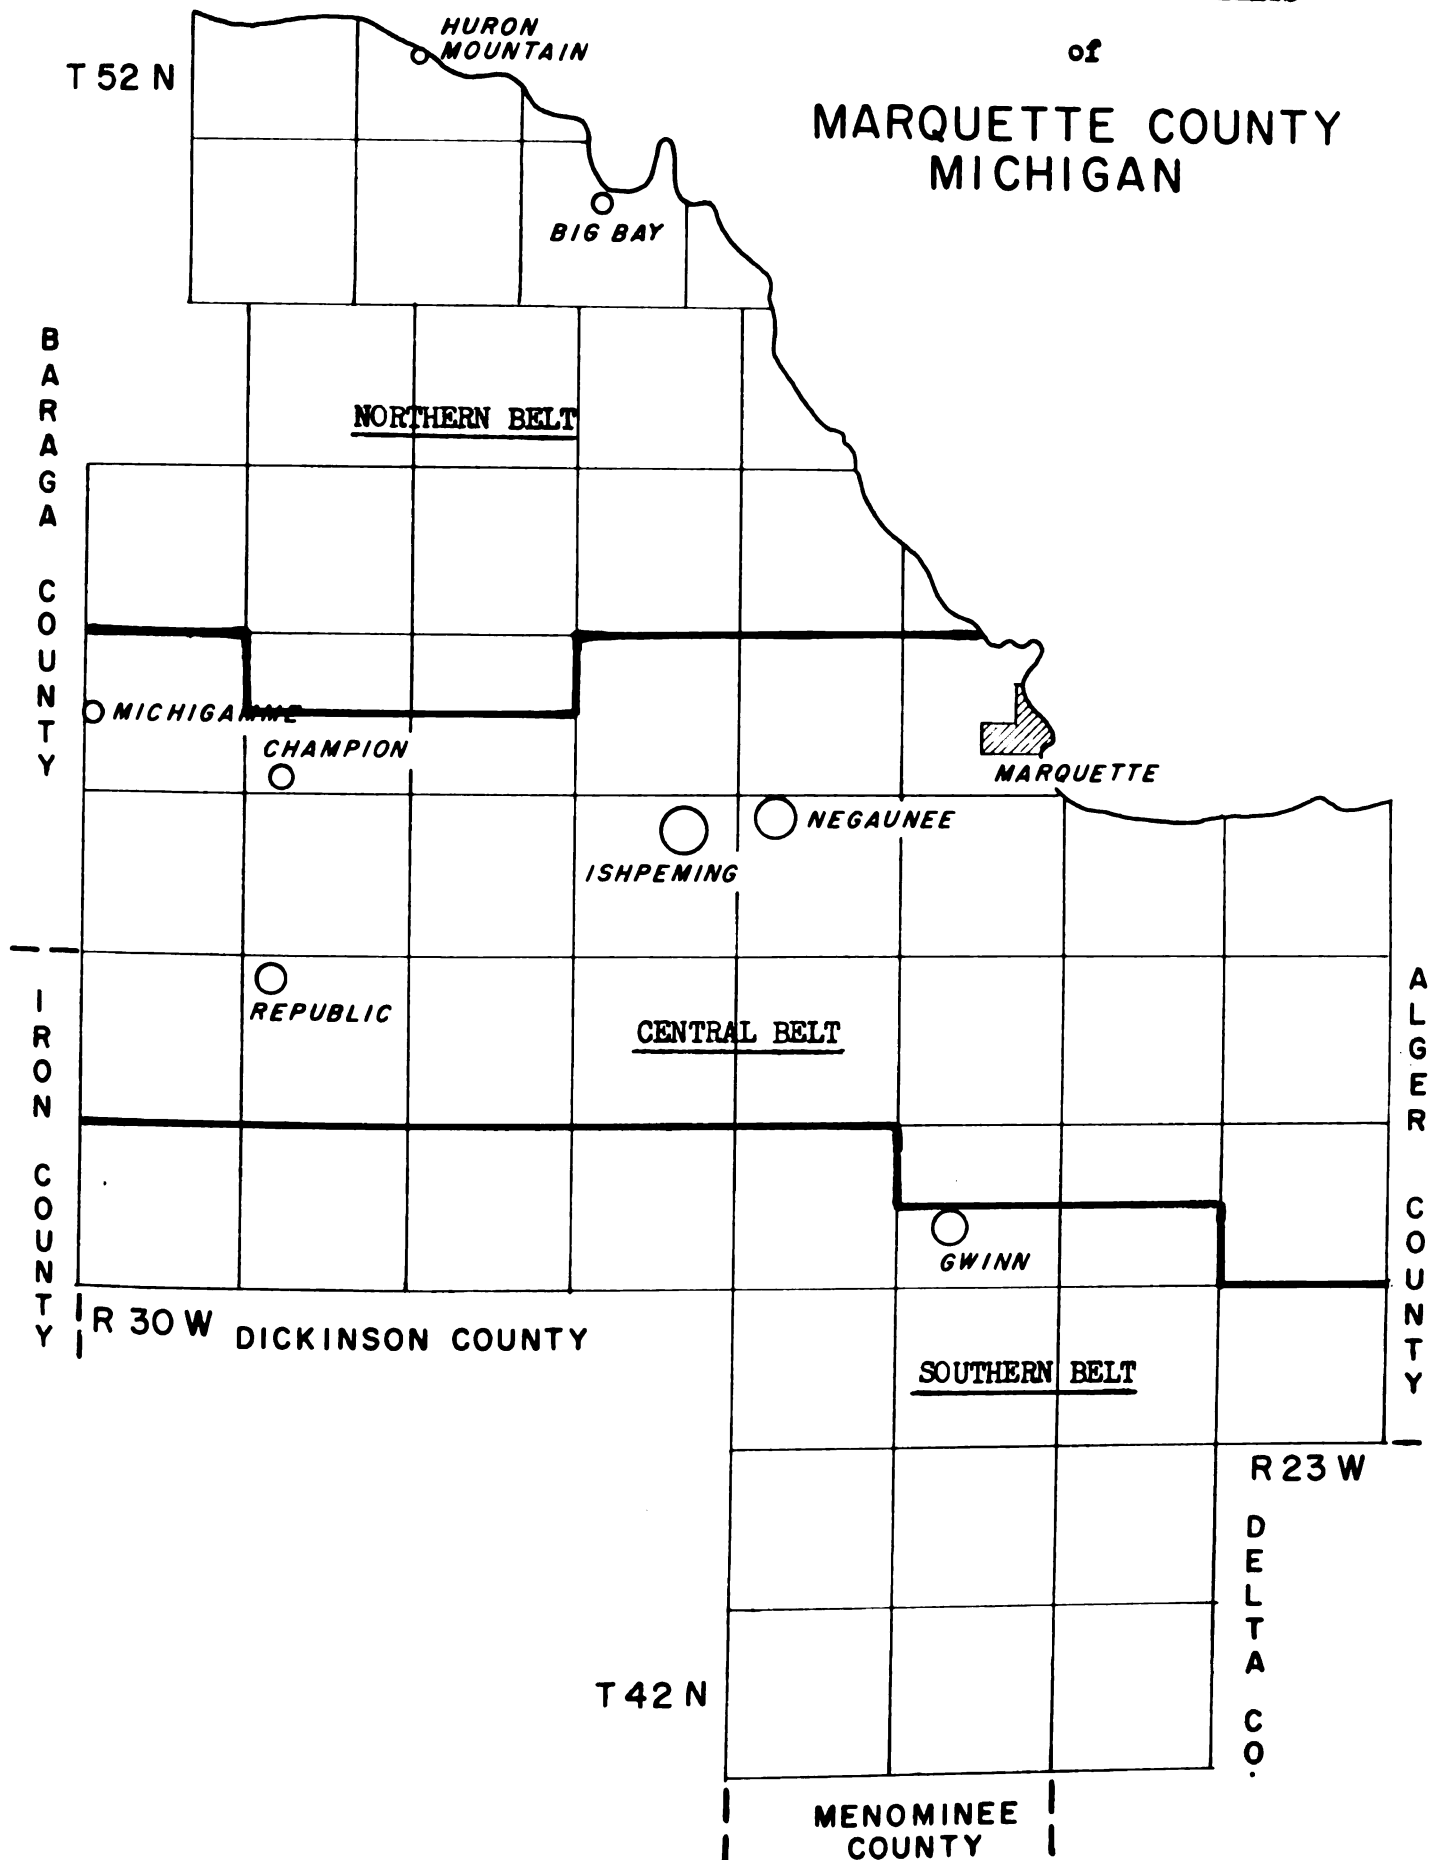 of
MARQUETTE COUNTY
MICHIGAN
HURON
MOUNTAIN
T 52 N
BIG BAY
BARAGA COUNTY
NORTHERN BELT
MICHIGAMME
CHAMPION
MARQUETTE
NEGAUNEE
ISHPEMING
REPUBLIC
CENTRAL BELT
IRON COUNTY
ALGER COUNTY
GWINN
R 30 W
DICKINSON COUNTY
SOUTHERN BELT
R 23 W
DELTA CO.
T 42 N
MENOMINEE
COUNTY